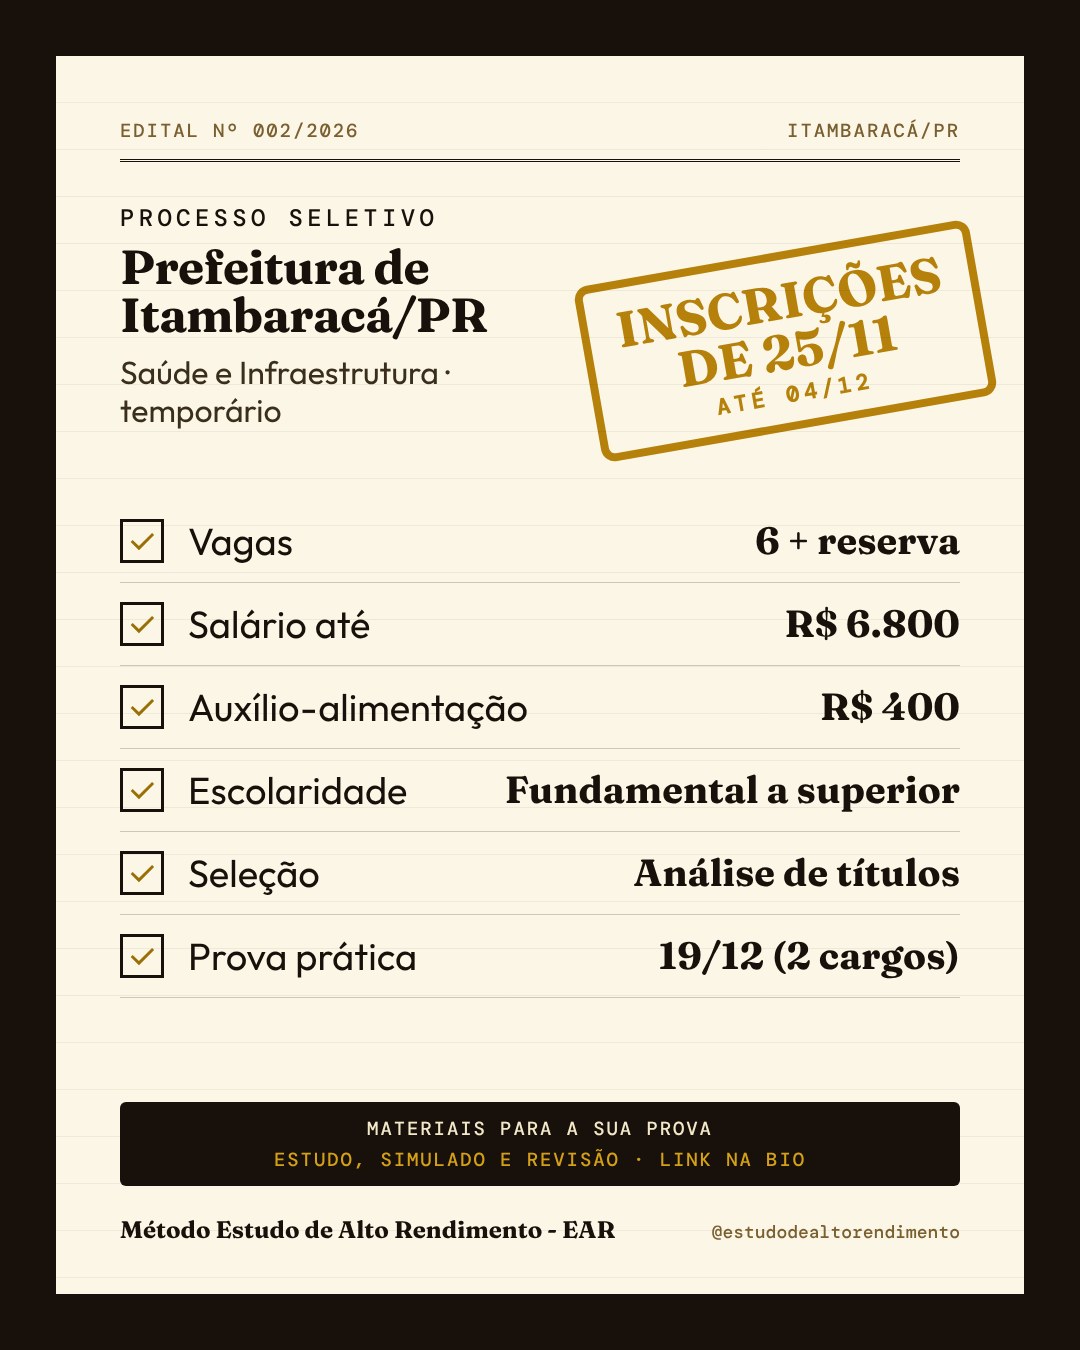 EDITAL Nº 002/2026
ITAMBARACÁ/PR
PROCESSO SELETIVO
Prefeitura de
Itambaracá/PR
Saúde e Infraestrutura ·
temporário
INSCRIÇÕES
DE 25/11
ATÉ 04/12
Vagas 6 + reserva
Salário até R$ 6.800
Auxílio-alimentação R$ 400
Escolaridade Fundamental a superior
Seleção Análise de títulos
Prova prática 19/12 (2 cargos)
MATERIAIS PARA A SUA PROVA
ESTUDO, SIMULADO E REVISÃO · LINK NA BIO
Método Estudo de Alto Rendimento - EAR
@estudodealtorendimento